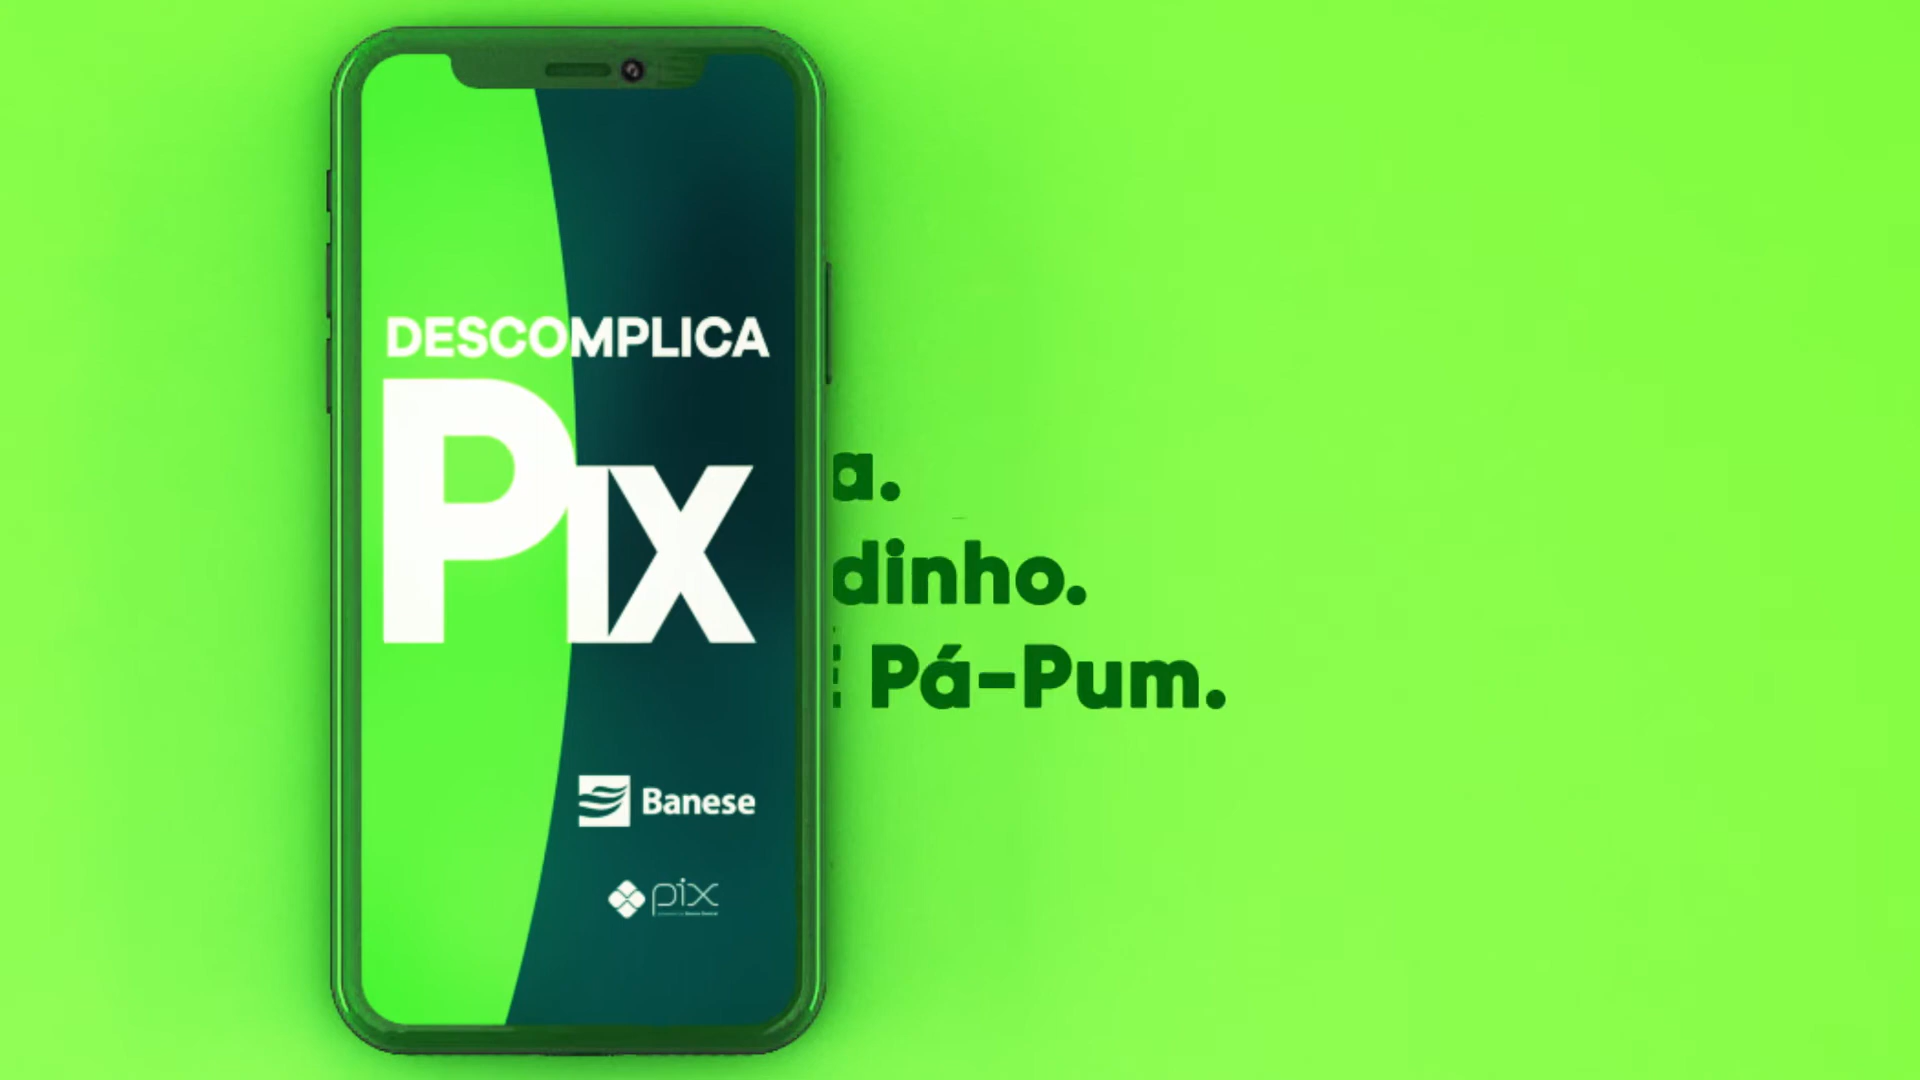 DESCOMPLICA
PIX
a.
dinho.
E Pá-Pum.
Banese
pix